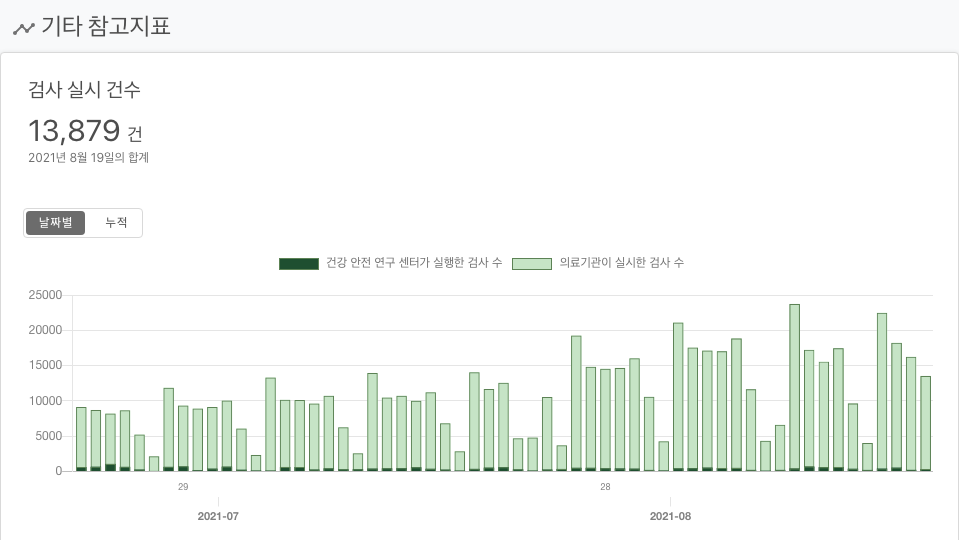 기타 참고지표
검사 실시 건수
13,879 건
2021년 8월 19일의 합계
날짜별 누적
건강 안전 연구 센터가 실행한 검사 수 의료기관이 실시한 검사 수
25000
20000
15000
10000
5000
0
29 28
2021-07 2021-08